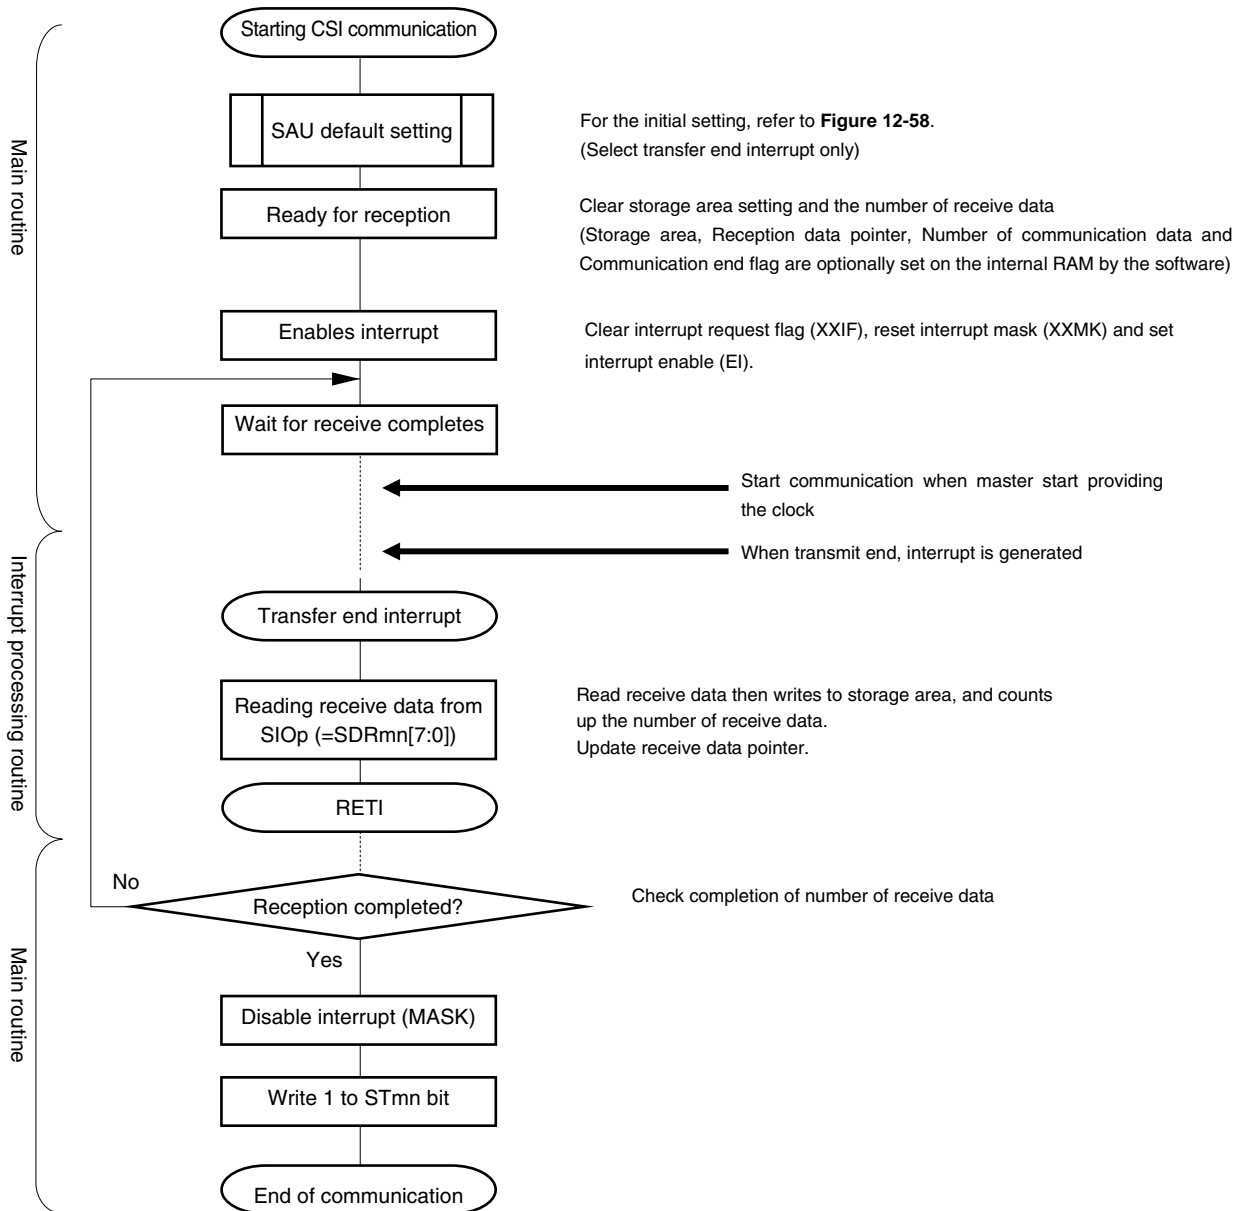 Starting CSI communication
Main routine
SAU default setting
For the initial setting, refer to Figure 12-58.
(Select transfer end interrupt only)
Ready for reception
Clear storage area setting and the number of receive data
(Storage area, Reception data pointer, Number of communication data and
Communication end flag are optionally set on the internal RAM by the software)
Enables interrupt
Clear interrupt request flag (XXIF), reset interrupt mask (XXMK) and set
interrupt enable (EI).
Wait for receive completes
Start communication when master start providing
the clock
When transmit end, interrupt is generated
Interrupt processing routine
Transfer end interrupt
Reading receive data from
SIOp (=SDRmn[7:0])
Read receive data then writes to storage area, and counts
up the number of receive data.
Update receive data pointer.
RETI
No
Reception completed?
Check completion of number of receive data
Yes
Main routine
Disable interrupt (MASK)
Write 1 to STmn bit
End of communication